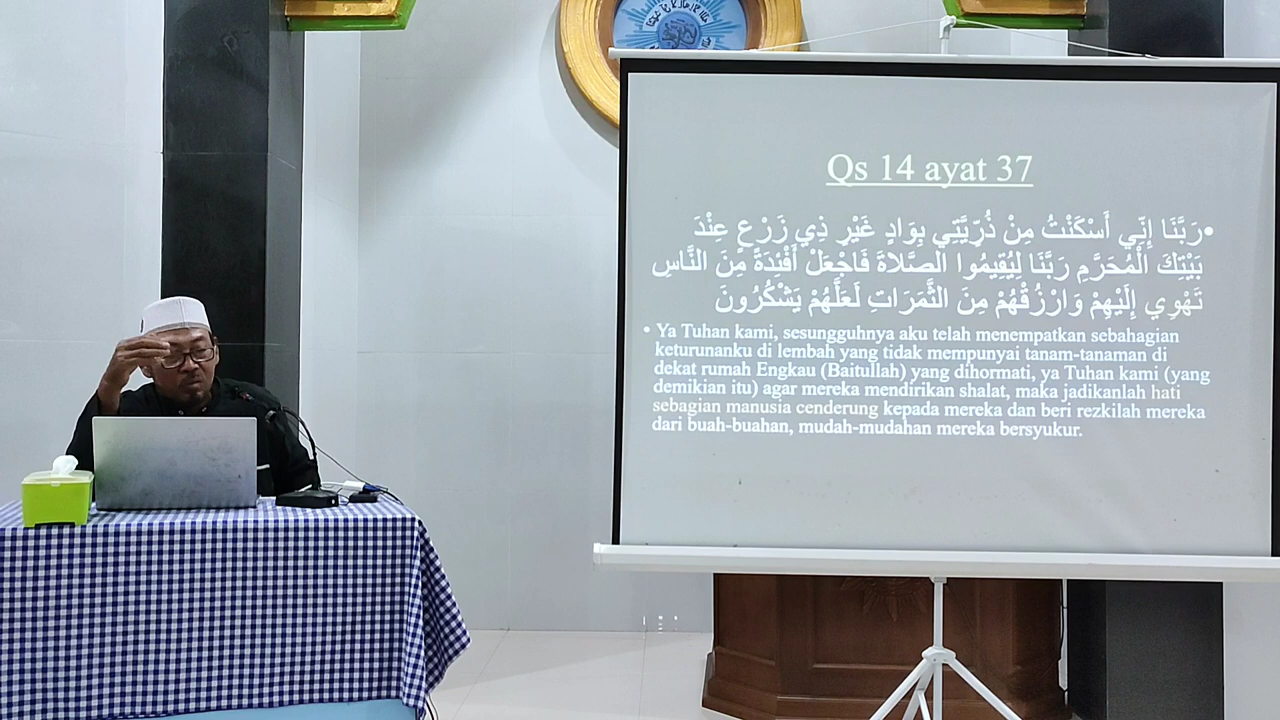 Qs 14 ayat 37
•رَبَّنَا إِنِّي أَسْكَنْتُ مِنْ ذُرِّيَّتِي بِوَادٍ غَيْرِ ذِي زَرْعٍ عِنْدَ
بَيْتِكَ الْمُحَرَّمِ رَبَّنَا لِيُقِيمُوا الصَّلاةَ فَاجْعَلْ أَفْئِدَةً مِنَ النَّاسِ
تَهْوِي إِلَيْهِمْ وَارْزُقْهُمْ مِنَ الثَّمَرَاتِ لَعَلَّهُمْ يَشْكُرُونَ
• Ya Tuhan kami, sesungguhnya aku telah menempatkan sebahagian
keturunanku di lembah yang tidak mempunyai tanam-tanaman di
dekat rumah Engkau (Baitullah) yang dihormati, ya Tuhan kami (yang
demikian itu) agar mereka mendirikan shalat, maka jadikanlah hati
sebagian manusia cenderung kepada mereka dan beri rezkilah mereka
dari buah-buahan, mudah-mudahan mereka bersyukur.